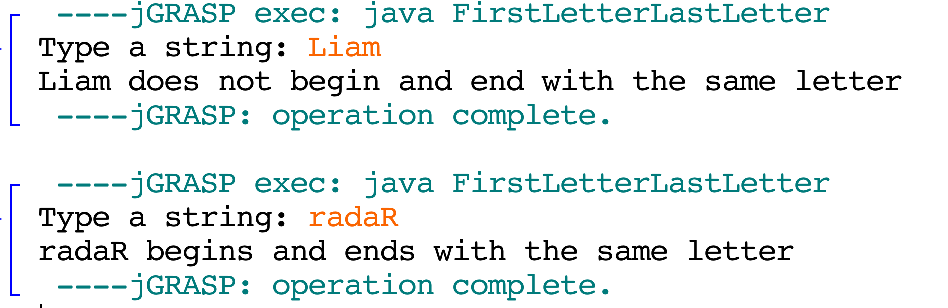 ----jGRASP exec: java FirstLetterLastLetter
Type a string: Liam
Liam does not begin and end with the same letter
----jGRASP: operation complete.
----jGRASP exec: java FirstLetterLastLetter
Type a string: radaR
radaR begins and ends with the same letter
----jGRASP: operation complete.